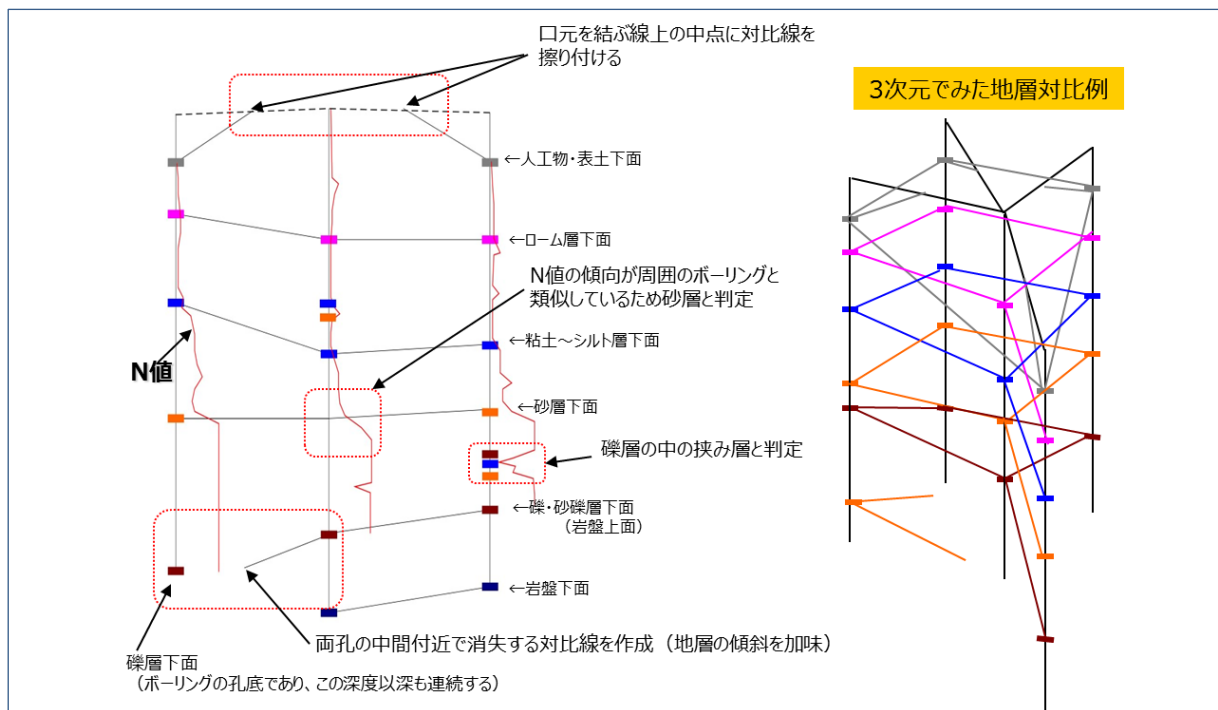 口元を結ぶ線上の中点に対比線を
擦り付ける
3次元でみた地層対比例
←人工物・表土下面
←ローム層下面
N値の傾向が周囲のボーリングと
類似しているため砂層と判定
←粘土～シルト層下面
N値
←砂層下面
礫層の中の挟み層と判定
←礫・砂礫層下面
（岩盤上面）
←岩盤下面
両孔の中間付近で消失する対比線を作成（地層の傾斜を加味）
礫層下面
（ボーリングの孔底であり、この深度以深も連続する）